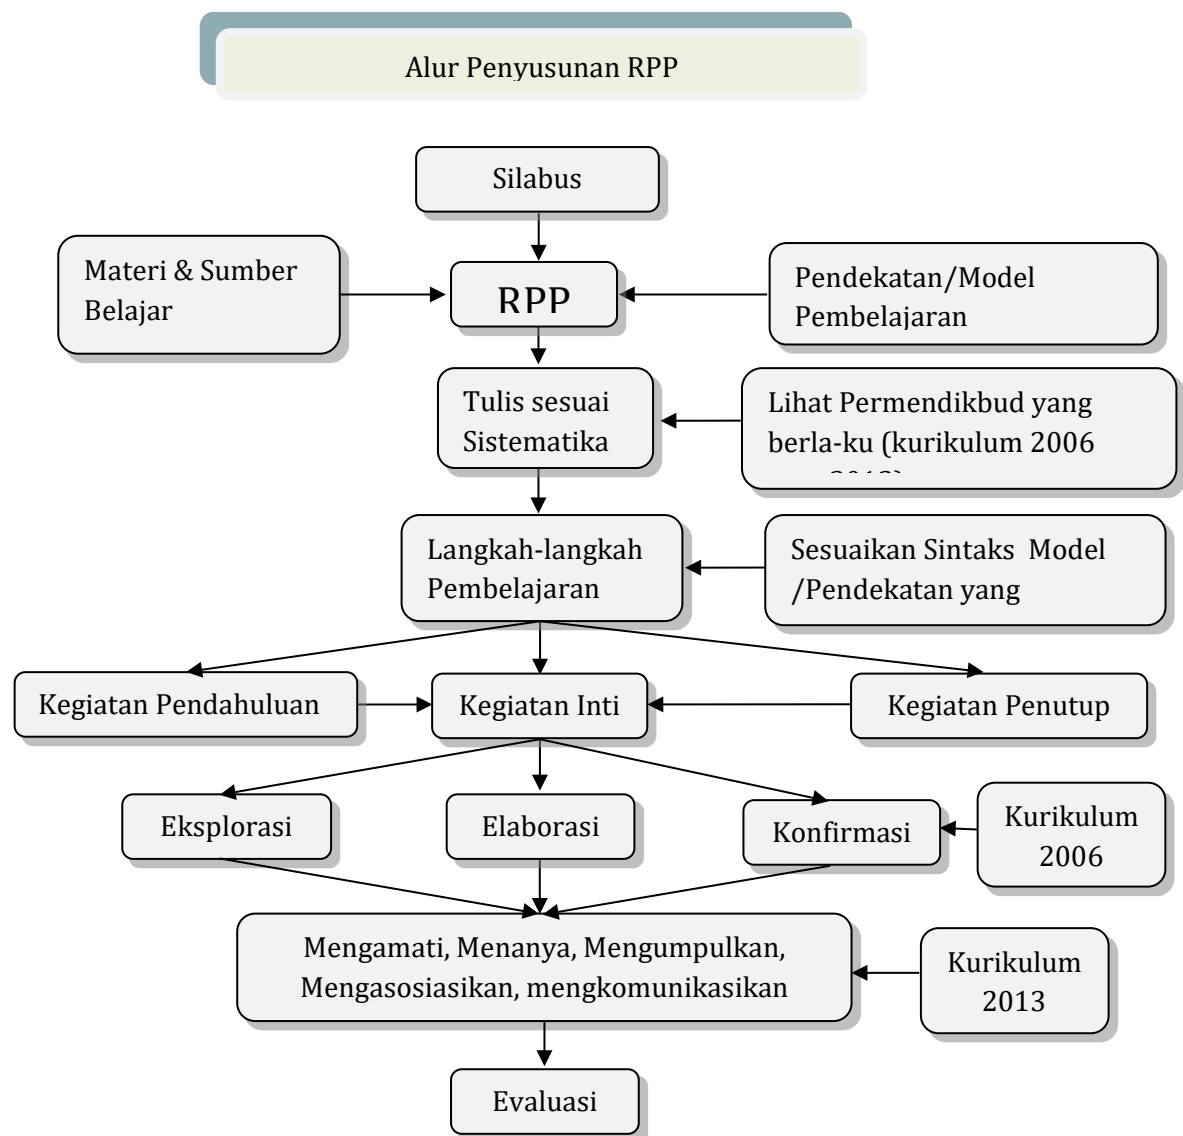 Alur Penyusunan RPP
Silabus
Materi & Sumber
Belajar
RPP
Pendekatan/Model
Pembelajaran
Tulis sesuai
Sistematika
Lihat Permendikbud yang
berla-ku (kurikulum 2006
Langkah-langkah
Pembelajaran
Sesuaikan Sintaks Model
/Pendekatan yang
Kegiatan Pendahuluan
Kegiatan Inti
Kegiatan Penutup
Eksplorasi
Elaborasi
Konfirmasi
Kurikulum
2006
Mengamati, Menanya, Mengumpulkan,
Mengasosiasikan, mengkomunikasikan
Kurikulum
2013
Evaluasi